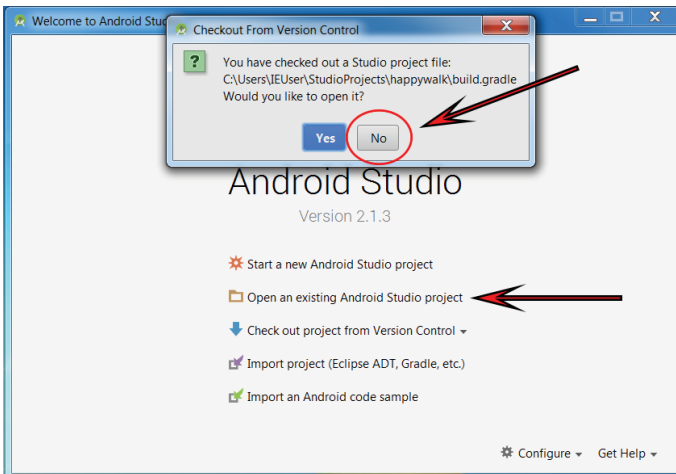 Welcome to Android Stud
Checkout From Version Control
X
X
?
You have checked out a Studio project file:
C:\Users\IEUser\StudioProjects\happywalk\build.gradle
Would you like to open it?
Yes
No
Android Studio
Version 2.1.3
Start a new Android Studio project
Open an existing Android Studio project
Check out project from Version Control
Import project (Eclipse ADT, Gradle, etc.)
Import an Android code sample
Configure
Get Help